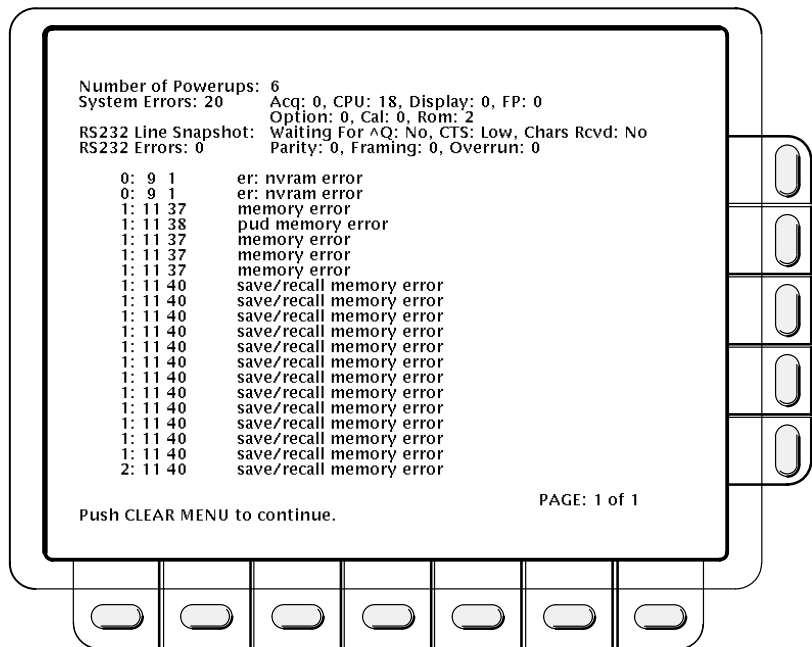 Number of Powerups: 6
System Errors: 20 Acq: 0, CPU: 18, Display: 0, FP: 0
Option: 0, Cal: 0, Rom: 2
RS232 Line Snapshot: Waiting For ^Q: No, CTS: Low, Chars Rcvd: No
RS232 Errors: 0 Parity: 0, Framing: 0, Overrun: 0
0: 9 1 er: nvram error
0: 9 1 er: nvram error
1: 11 37 memory error
1: 11 38 pud memory error
1: 11 37 memory error
1: 11 37 memory error
1: 11 37 memory error
1: 11 40 save/recall memory error
1: 11 40 save/recall memory error
1: 11 40 save/recall memory error
1: 11 40 save/recall memory error
1: 11 40 save/recall memory error
1: 11 40 save/recall memory error
1: 11 40 save/recall memory error
1: 11 40 save/recall memory error
1: 11 40 save/recall memory error
1: 11 40 save/recall memory error
1: 11 40 save/recall memory error
1: 11 40 save/recall memory error
2: 11 40 save/recall memory error
PAGE: 1 of 1
Push CLEAR MENU to continue.